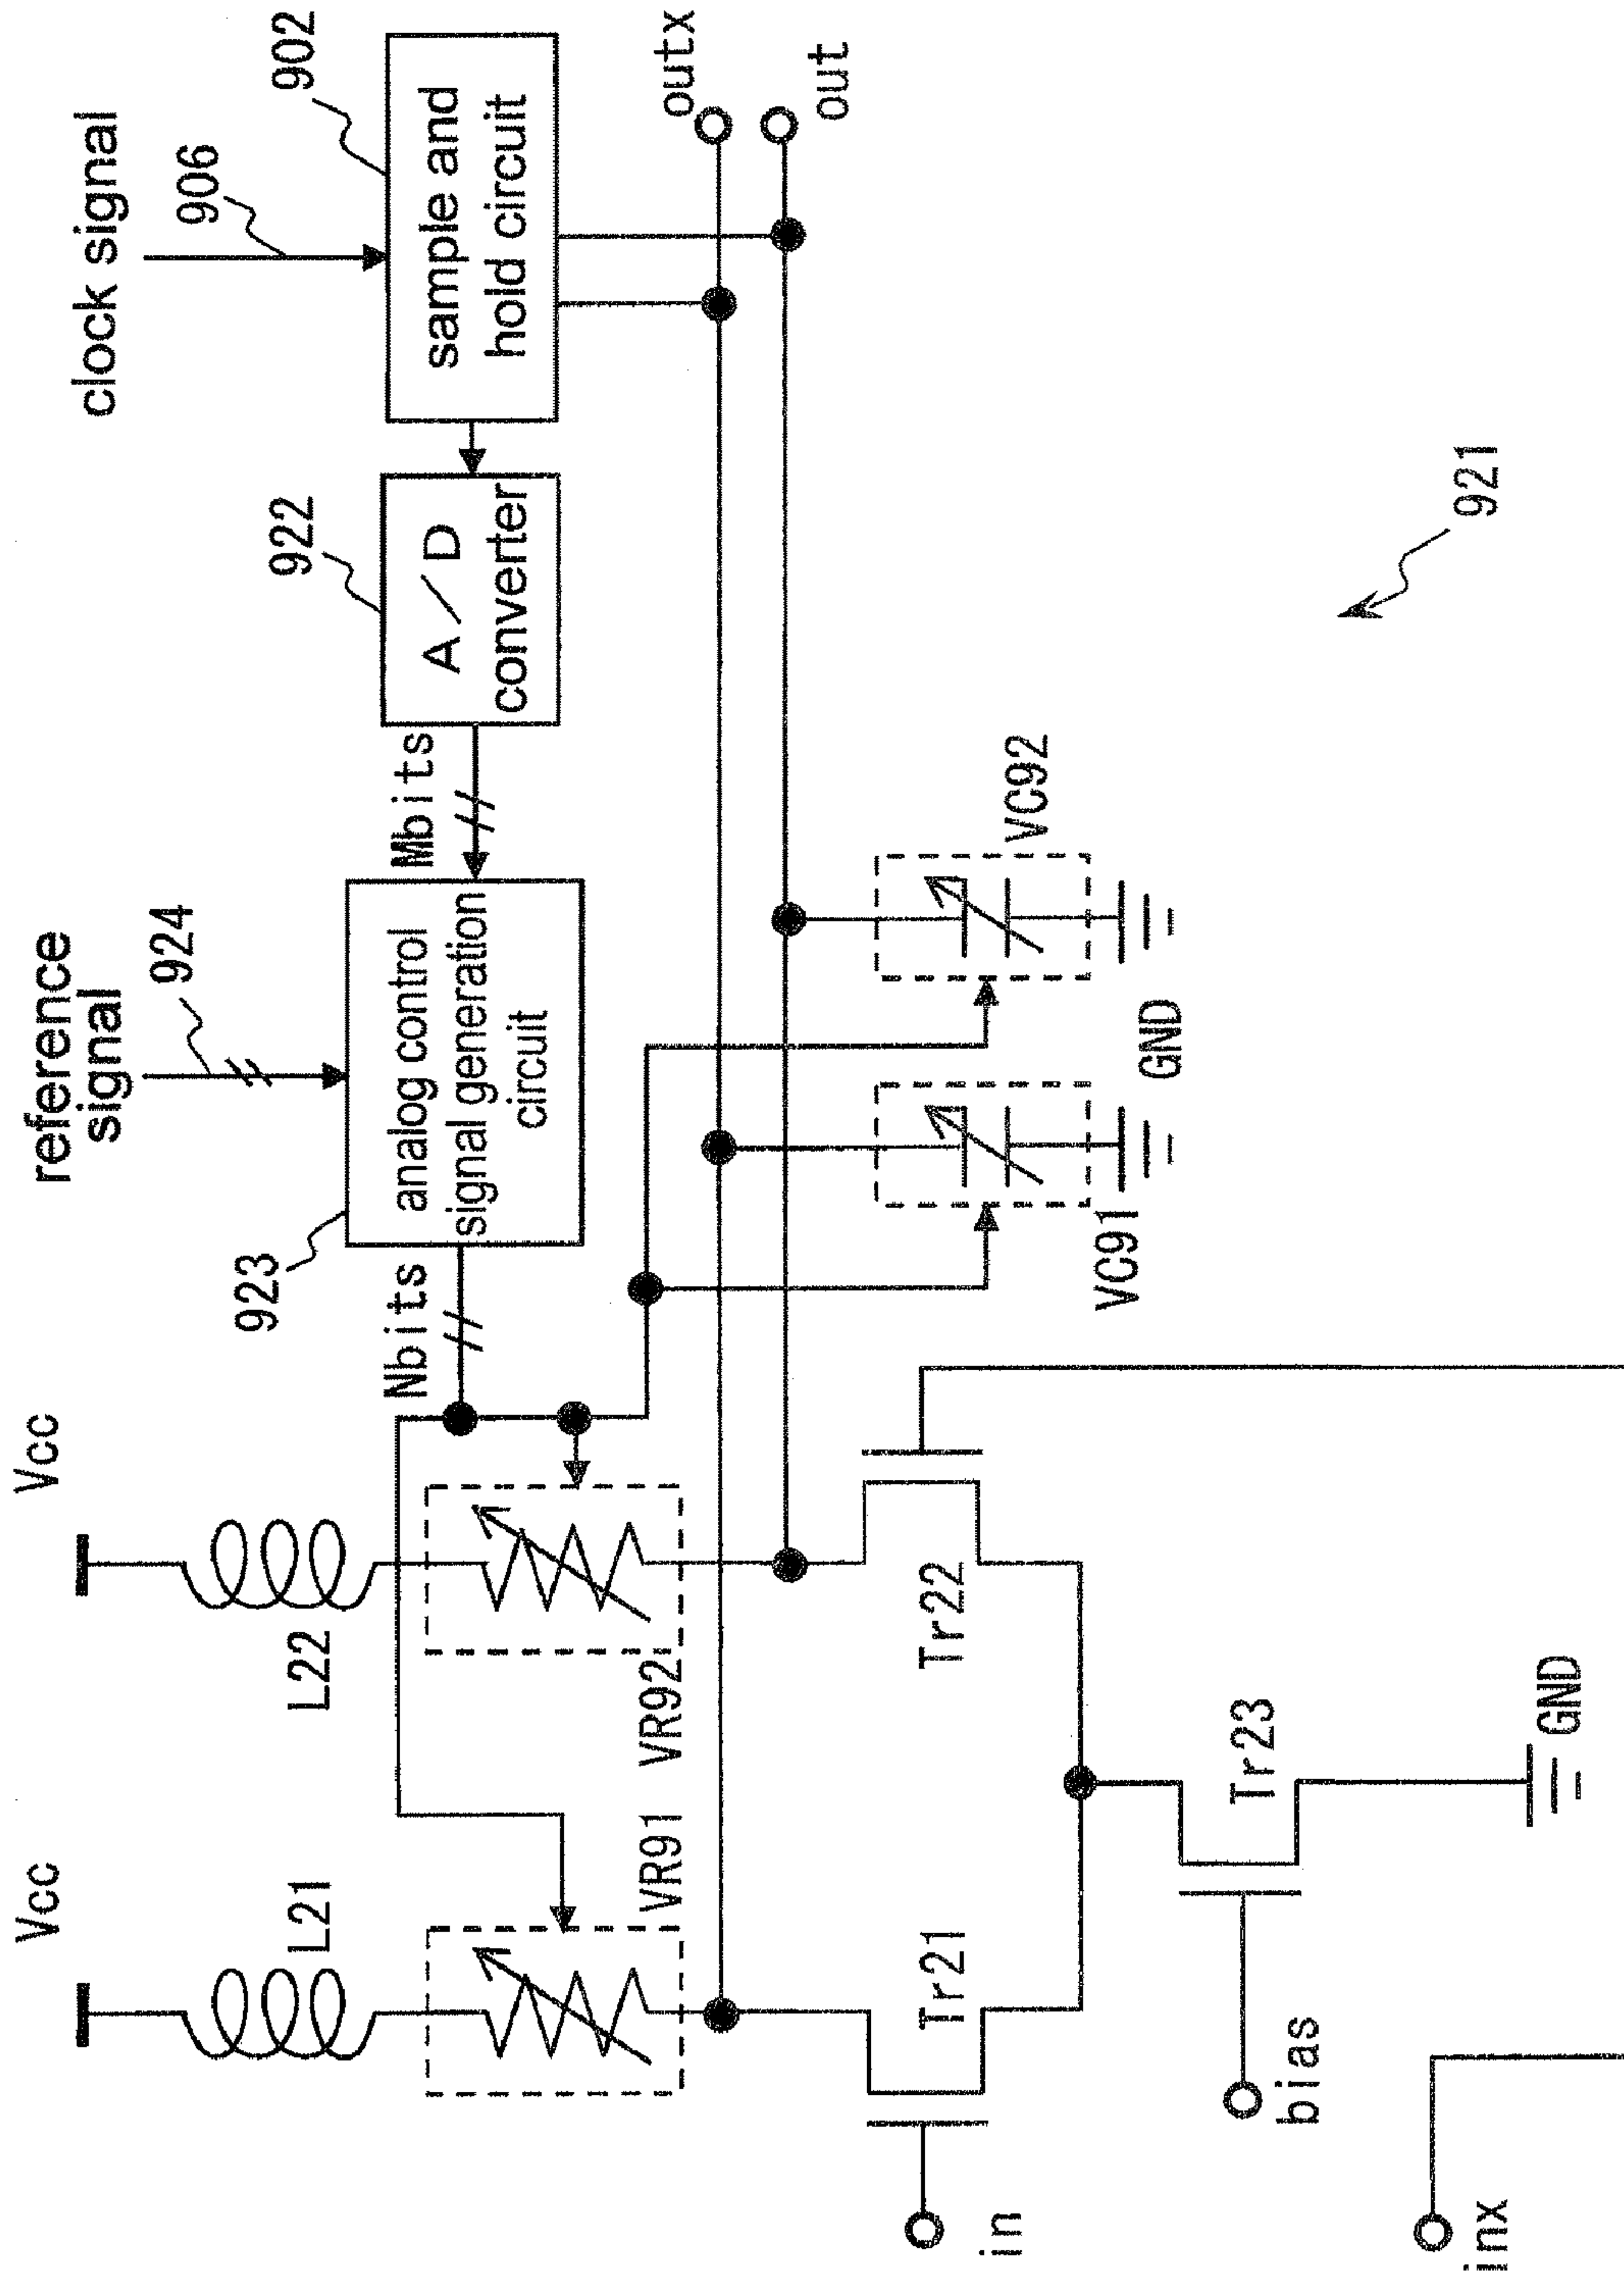 Vcc
Vcc
reference
signal
924
clock signal
906
L21
L22
923
922
902
Nbits
analog control
signal generation
circuit
Mbits
A/D
converter
sample and
hold circuit
VR91
VR92
outx
out
in
Tr21
Tr22
VC91
VC92
GND
bias
Tr23
inx
GND
921